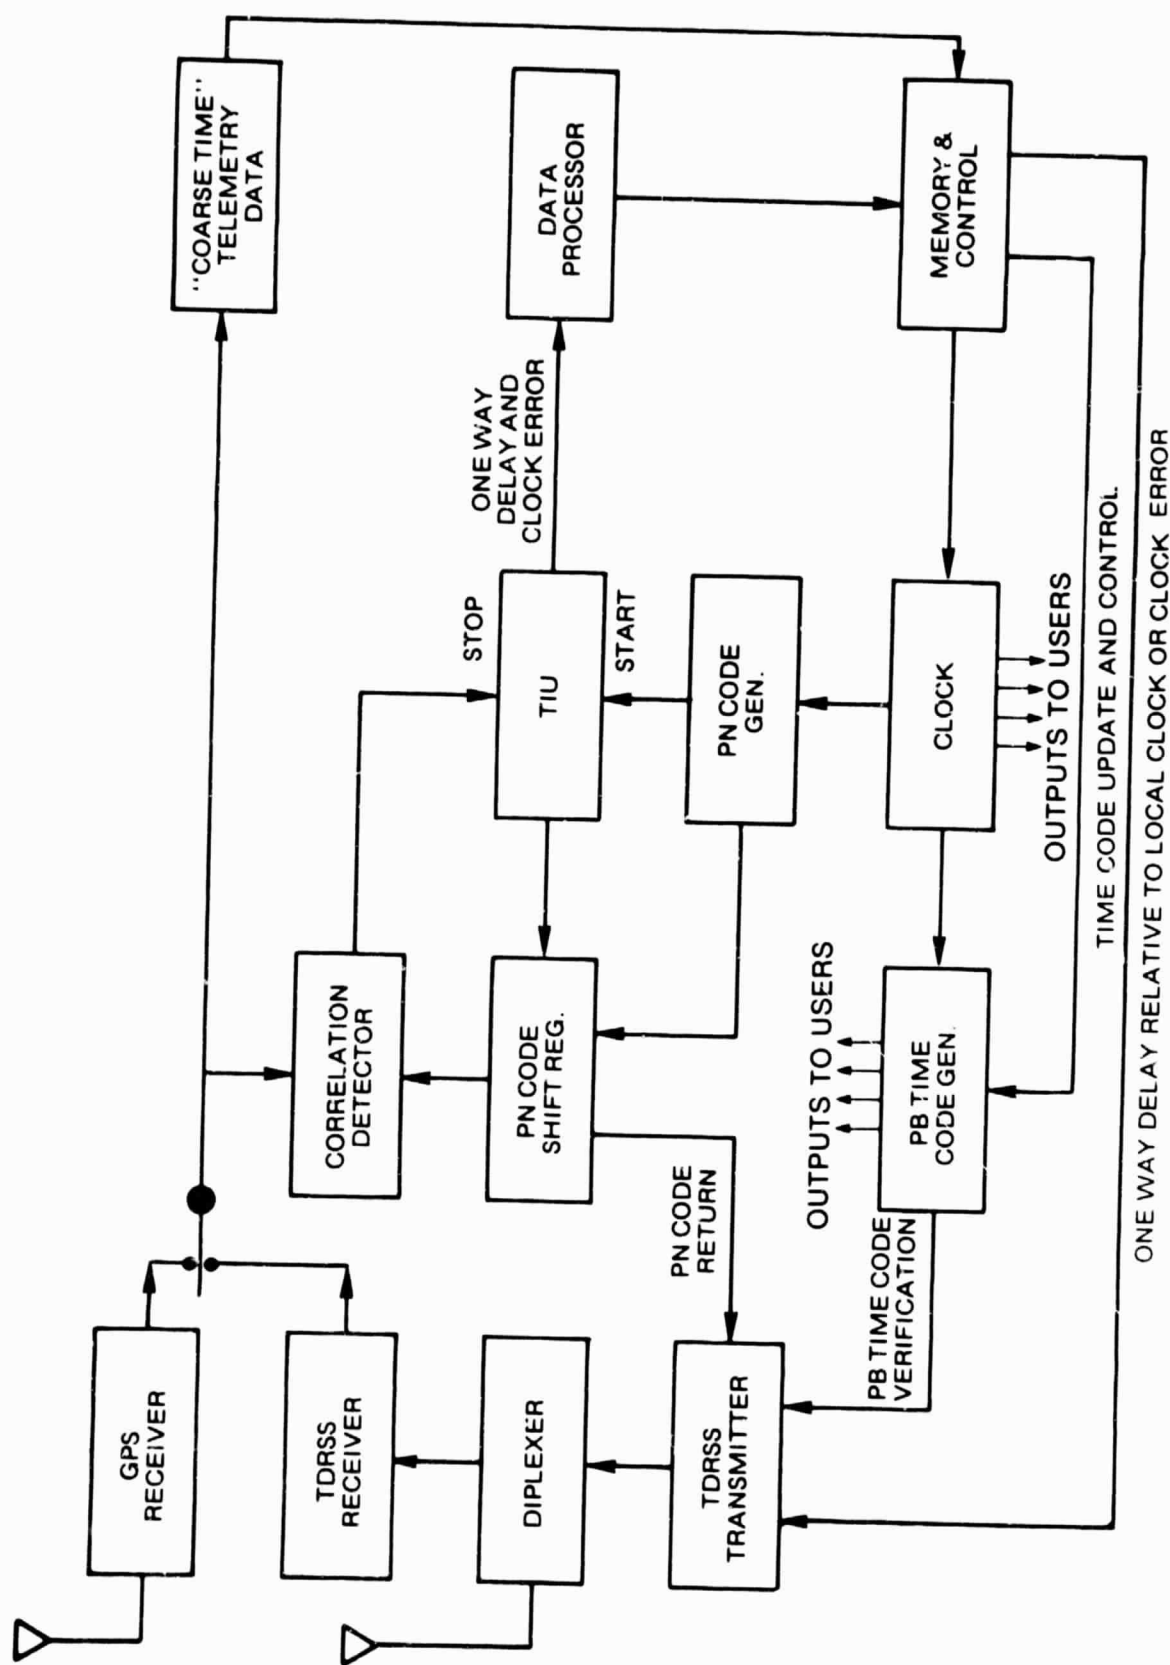 GPS
RECEIVER
TDRSS
RECEIVER
DIPLEXER
TDRSS
TRANSMITTER
CORRELATION
DETECTOR
PN CODE
SHIFT REG.
PN CODE
RETURN
PB TIME CODE
VERIFICATION
OUTPUTS TO USERS
PB TIME
CODE GEN.
STOP
TIU
START
PN CODE
GEN.
CLOCK
OUTPUTS TO USERS
"COARSE TIME"
TELEMETRY
DATA
ONE WAY
DELAY AND
CLOCK ERROR
DATA
PROCESSOR
MEMORY &
CONTROL
TIME CODE UPDATE AND CONTROL
ONE WAY DELAY RELATIVE TO LOCAL CLOCK OR CLOCK ERROR